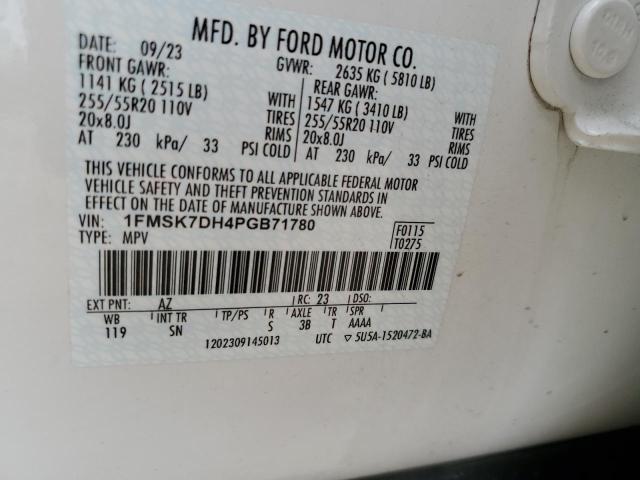 MFD. BY FORD MOTOR CO.
DATE: 09/23 GVWR: 2635 KG ( 5810 LB)
FRONT GAWR: REAR GAWR:
1141 KG ( 2515 LB) WITH 1547 KG ( 3410 LB) WITH
255/55R20 110V TIRES 255/55R20 110V TIRES
20x8.0J RIMS 20x8.0J RIMS
AT 230 kPa/ 33 PSI COLD AT 230 kPa/ 33 PSI COLD
THIS VEHICLE CONFORMS TO ALL APPLICABLE FEDERAL MOTOR
VEHICLE SAFETY AND THEFT PREVENTION STANDARDS IN
EFFECT ON THE DATE OF MANUFACTURE SHOWN ABOVE.
VIN: 1FMSK7DH4PGB71780 F0115
TYPE: MPV T0275
EXT PNT: AZ RC: 23 DSO:
WB INT TR TP/PS R AXLE TR SPR
119 SN S 3B T AAAA
1202309145013 UTC ▽ 5U5A-1520472-BA